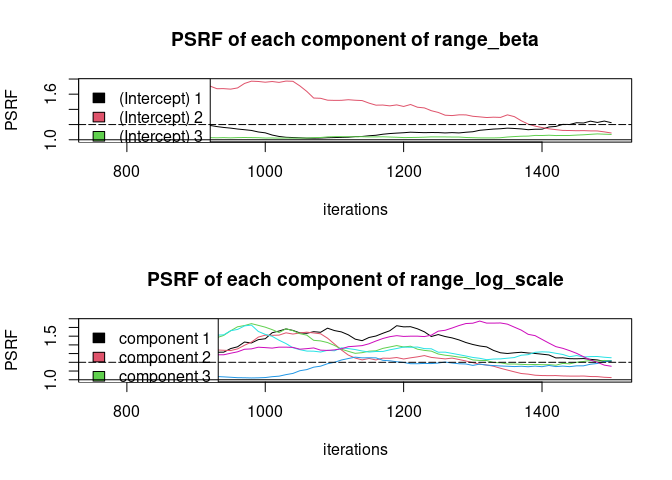 PSRF of each component of range_beta
PSRF
1.0
1.6
(Intercept) 1
(Intercept) 2
(Intercept) 3
800
1000
1200
1400
iterations
PSRF of each component of range_log_scale
PSRF
1.0
1.5
component 1
component 2
component 3
800
1000
1200
1400
iterations